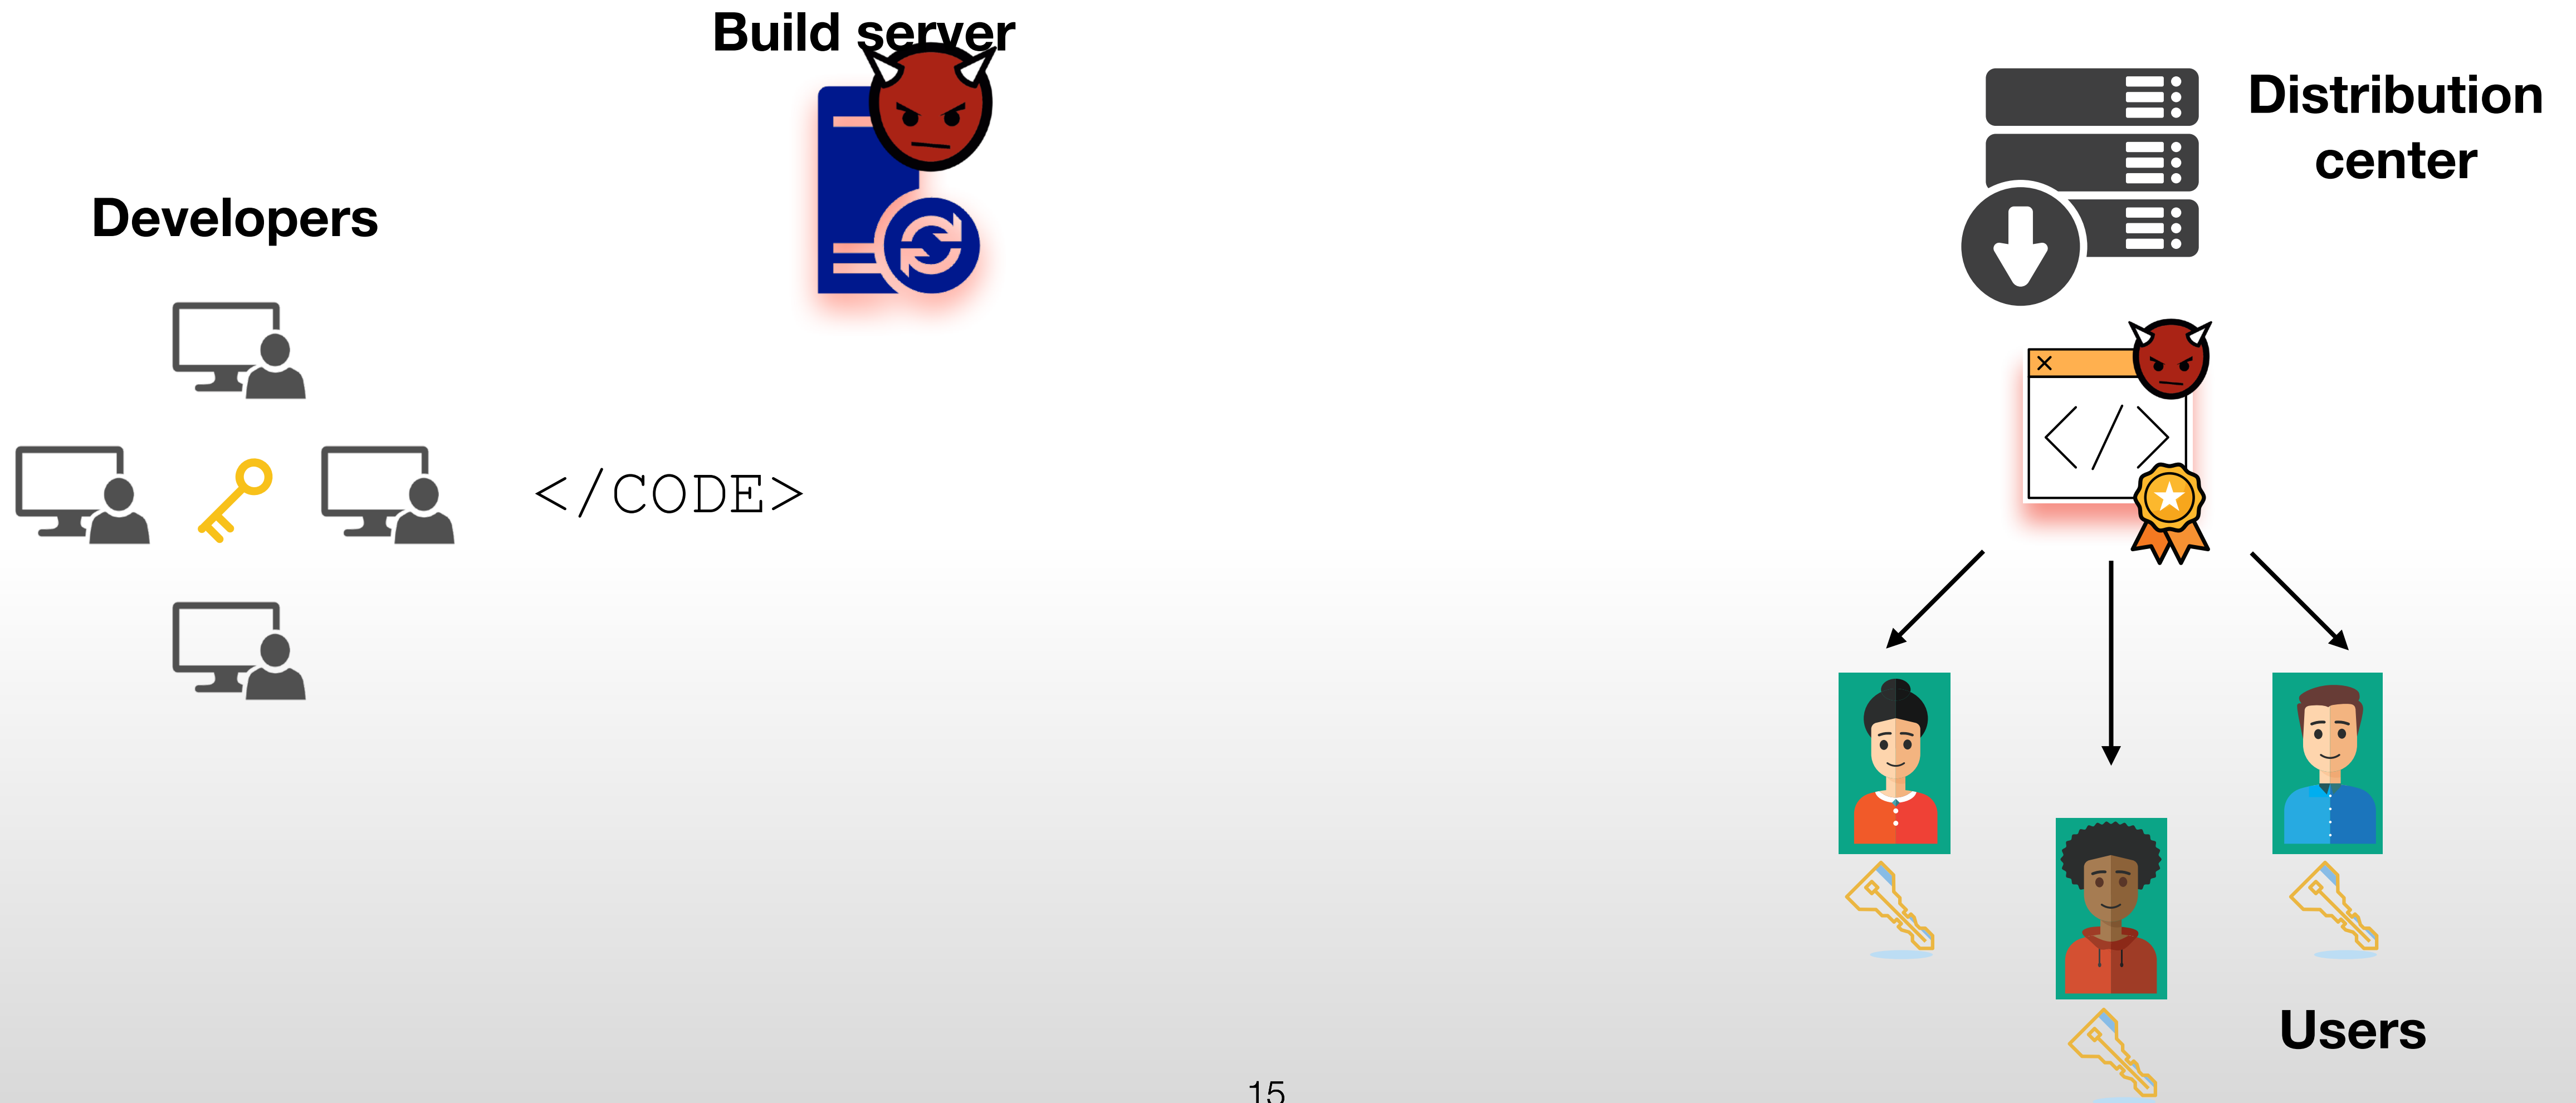 Build server
Distribution
center
Developers
</CODE>
</>
Users
15